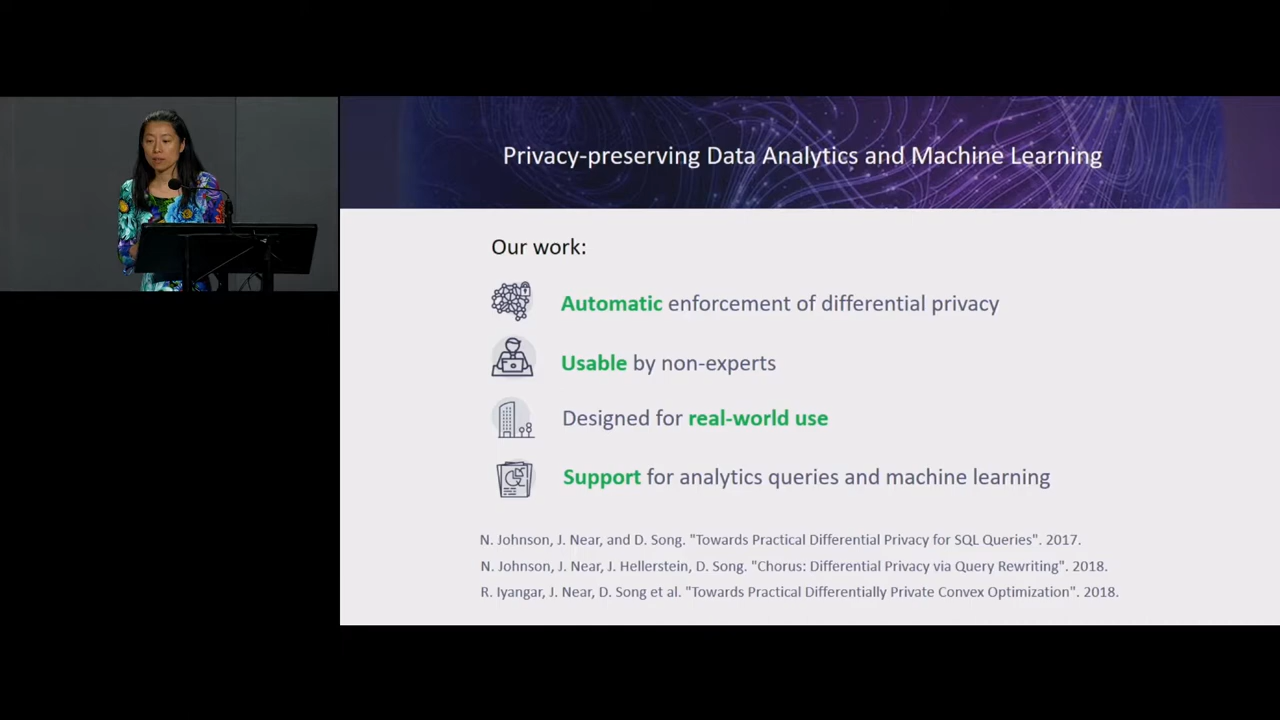 Privacy-preserving Data Analytics and Machine Learning
Our work:
Automatic enforcement of differential privacy
Usable by non-experts
Designed for real-world use
Support for analytics queries and machine learning
N. Johnson, J. Near, and D. Song. "Towards Practical Differential Privacy for SQL Queries". 2017.
N. Johnson, J. Near, J. Hellerstein, D. Song. "Chorus: Differential Privacy via Query Rewriting". 2018.
R. Iyangar, J. Near, D. Song et al. "Towards Practical Differentially Private Convex Optimization". 2018.